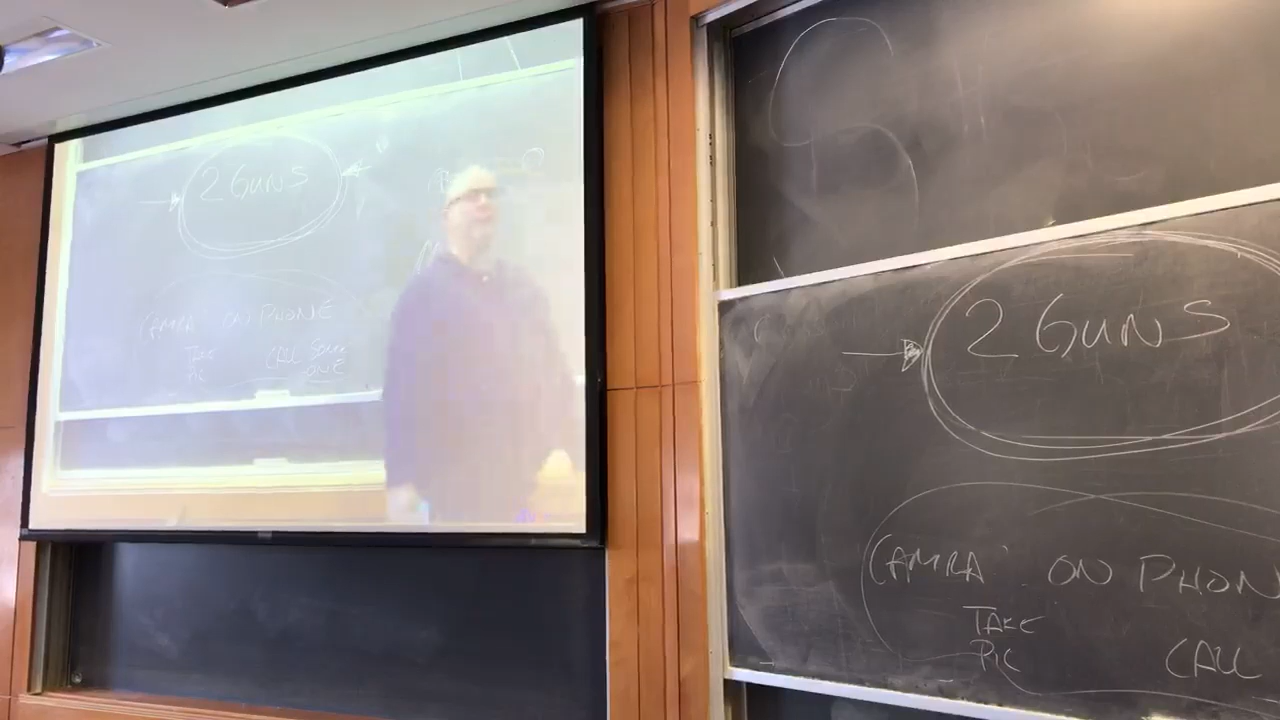 2 GUNS
CAMRA ON PHONE
TAKE
PIC
CALL SOME
ONE
2 GUNS
CAMRA' ON PHON
TAKE
PIC
CALL